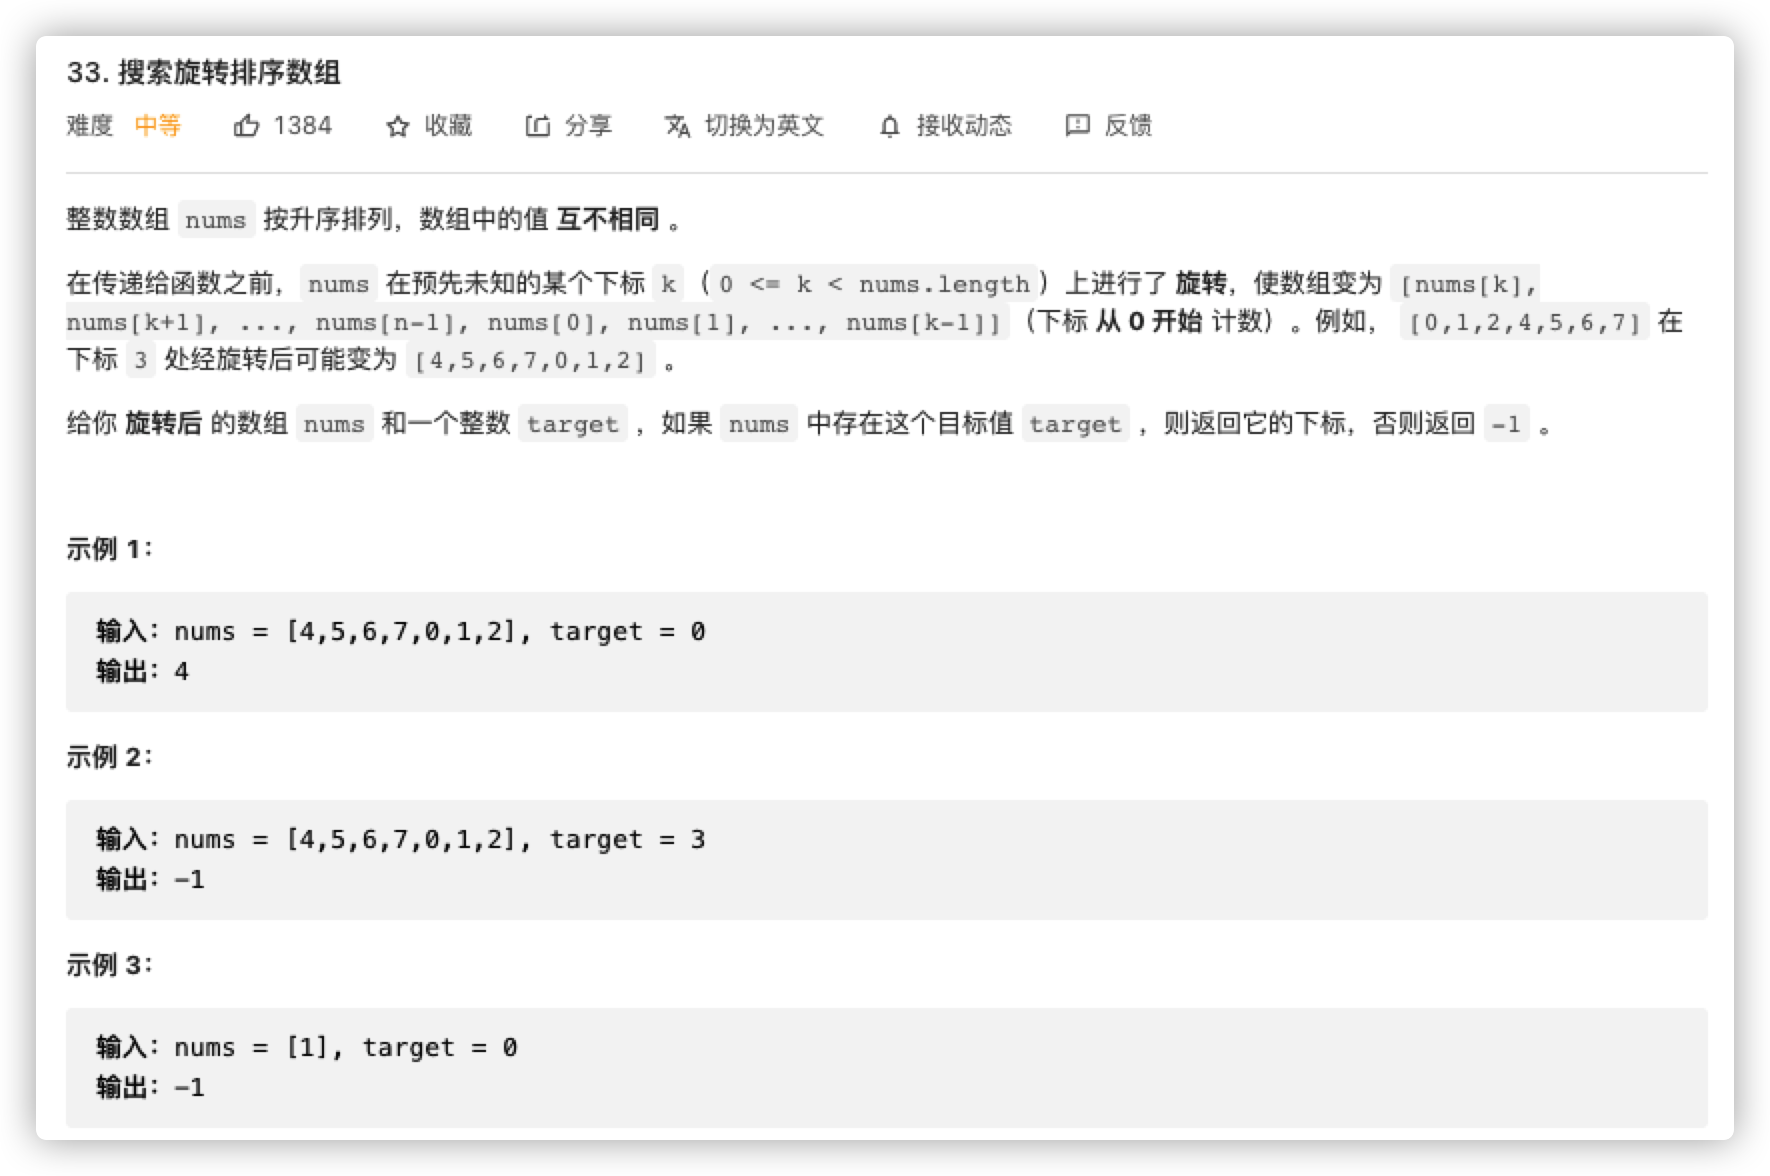 33. 搜索旋转排序数组
难度 中等 1384 收藏 分享 切换为英文 接收动态 反馈
整数数组 nums 按升序排列，数组中的值 互不相同 。
在传递给函数之前，nums 在预先未知的某个下标 k（0 <= k < nums.length）上进行了 旋转，使数组变为 [nums[k],
nums[k+1], ..., nums[n-1], nums[0], nums[1], ..., nums[k-1]]（下标 从 0 开始 计数）。例如， [0,1,2,4,5,6,7] 在
下标 3 处经旋转后可能变为 [4,5,6,7,0,1,2] 。
给你 旋转后 的数组 nums 和一个整数 target ，如果 nums 中存在这个目标值 target ，则返回它的下标，否则返回 -1 。
示例 1：
输入：nums = [4,5,6,7,0,1,2], target = 0
输出：4
示例 2：
输入：nums = [4,5,6,7,0,1,2], target = 3
输出：-1
示例 3：
输入：nums = [1], target = 0
输出：-1